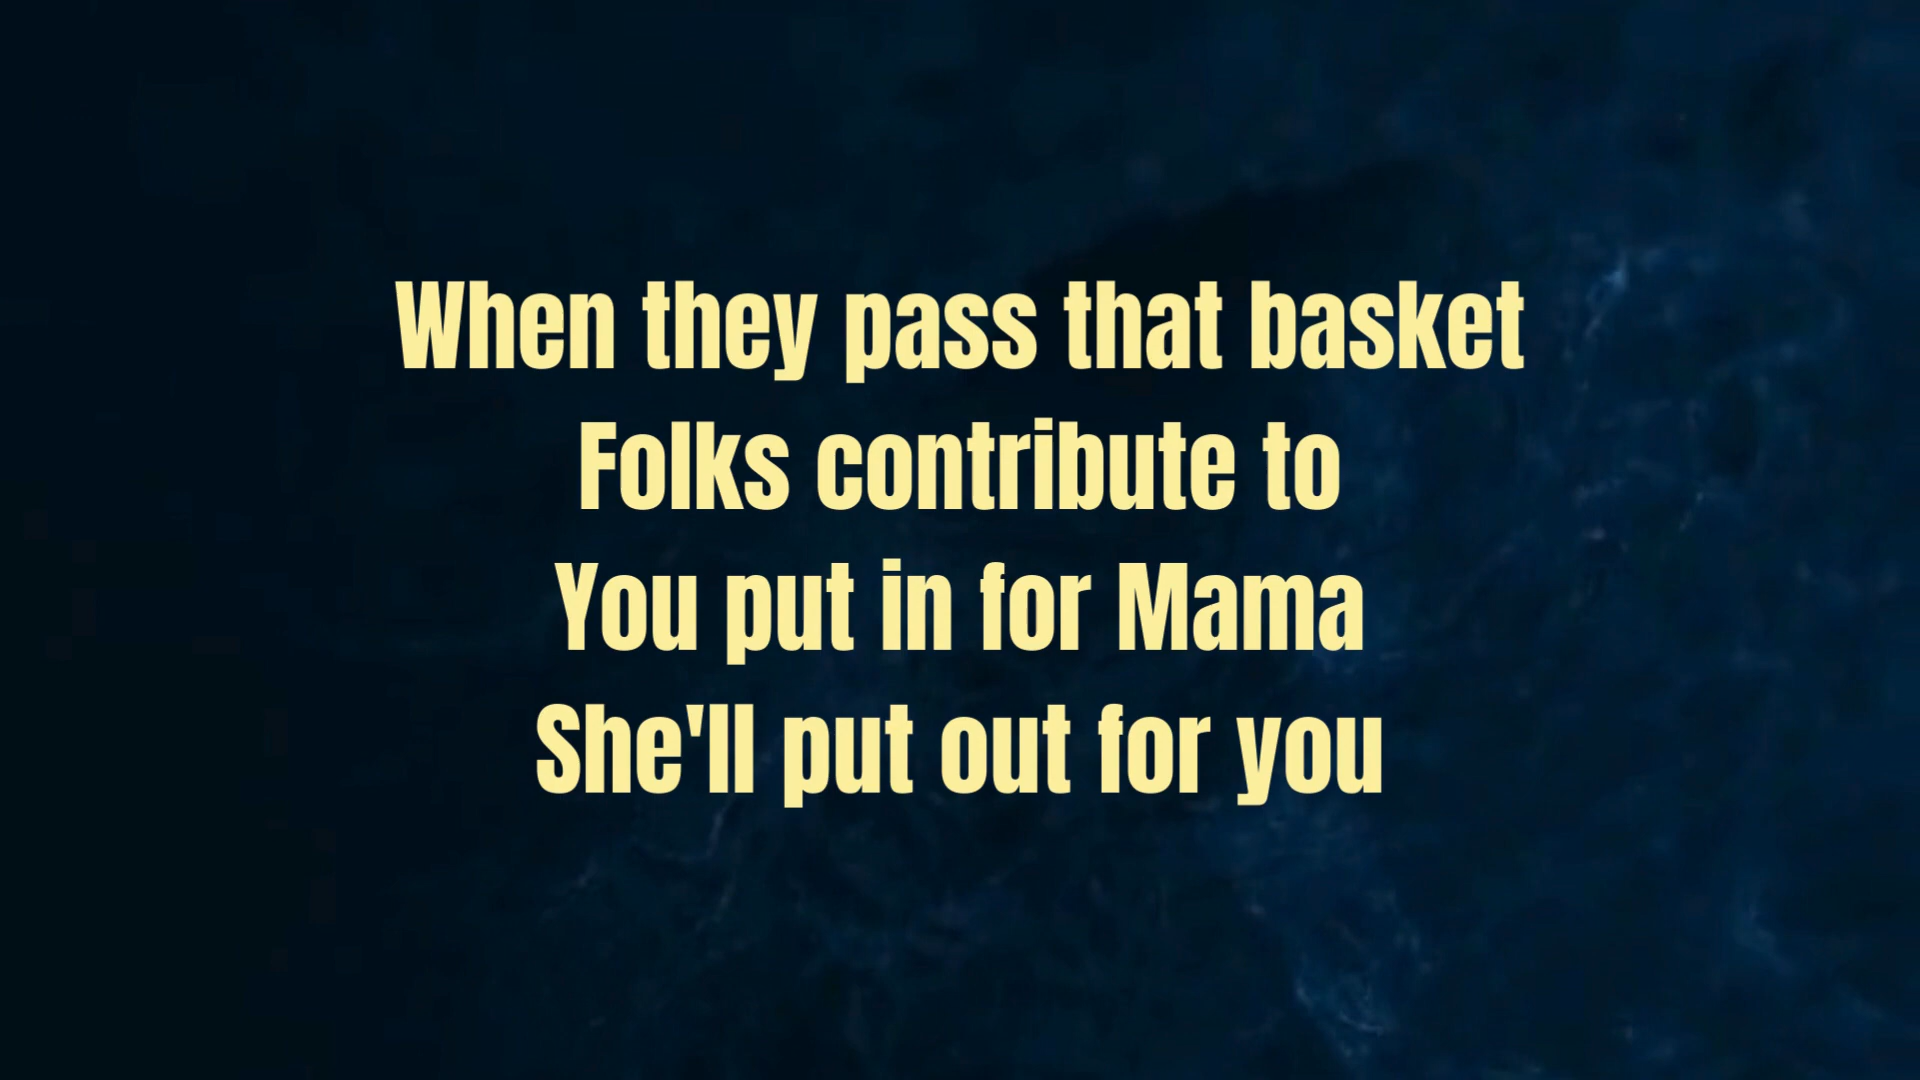 When they pass that basket
Folks contribute to
You put in for Mama
She'll put out for you